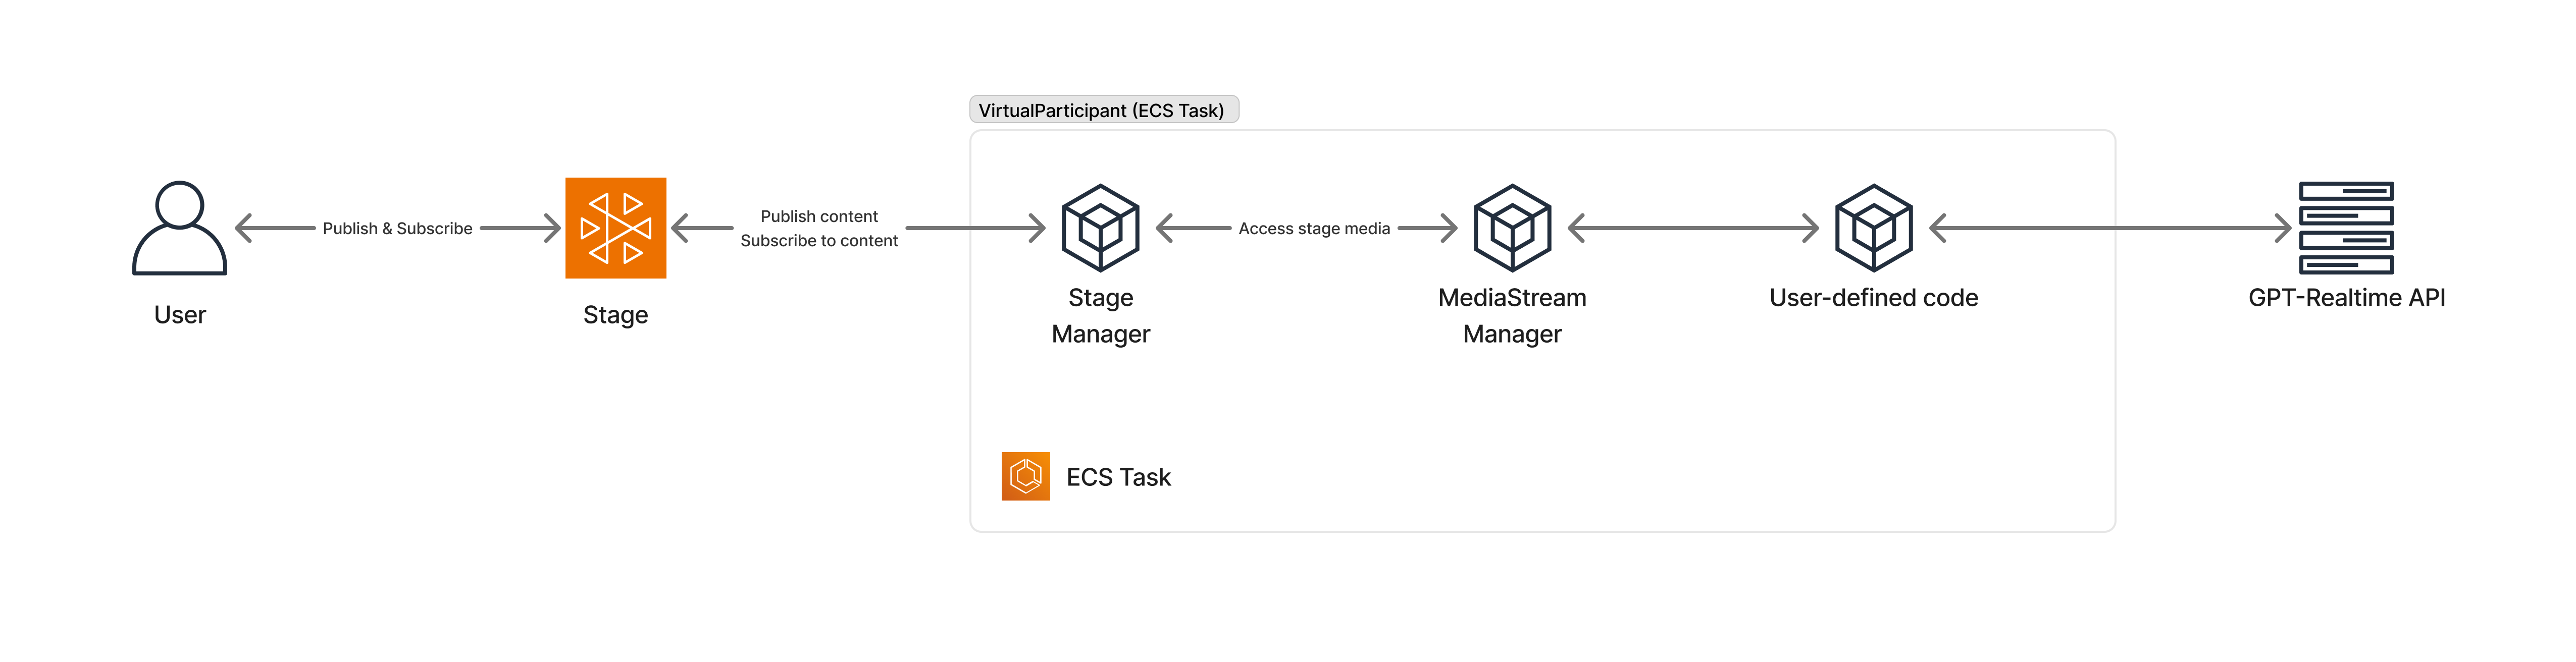 VirtualParticipant (ECS Task)
Publish & Subscribe
Publish content
Subscribe to content
Access stage media
User
Stage
Stage
Manager
MediaStream
Manager
User-defined code
GPT-Realtime API
ECS Task